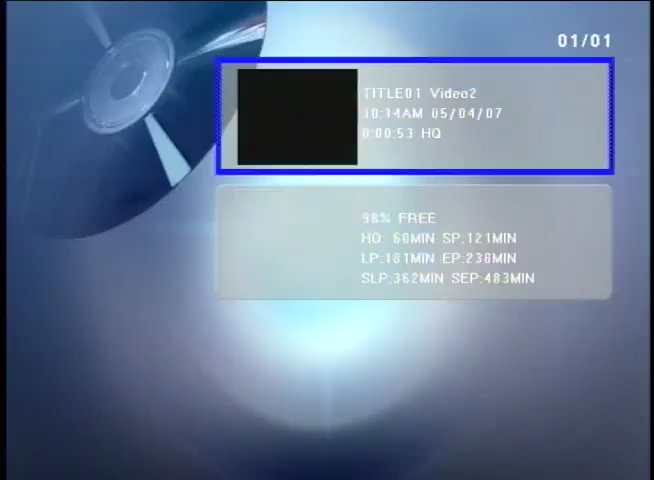 01/01
TITLE01 Video2
10:14AM 05/04/07
0:00:53 HQ
98% FREE
HQ: 60MIN SP:121MIN
LP:181MIN EP:238MIN
SLP:362MIN SEP:483MIN